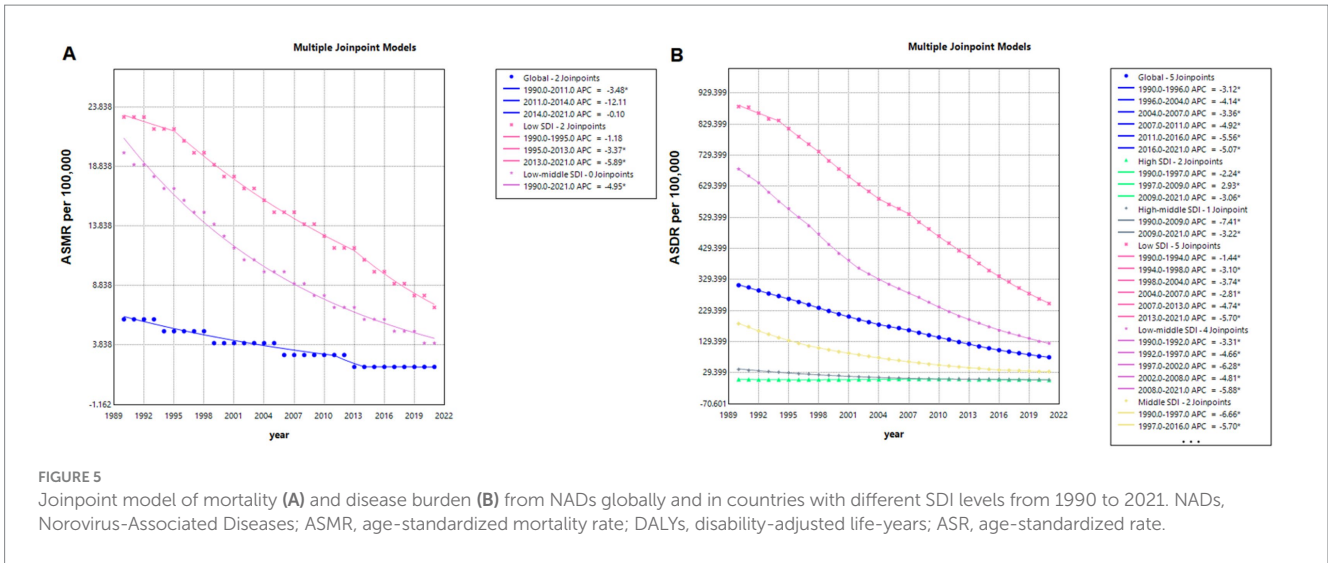 A
Multiple Joinpoint Models
ASMR per 100,000
23.838
18.838
13.838
8.838
3.838
-1.162
1989 1992 1995 1998 2001 2004 2007 2010 2013 2016 2019 2022
year
Global - 2 Joinpoints
1990.0-2011.0 APC = -3.48*
2011.0-2014.0 APC = -12.11
2014.0-2021.0 APC = -0.10
Low SDI - 2 Joinpoints
1990.0-1995.0 APC = -1.18
1995.0-2013.0 APC = -3.37*
2013.0-2021.0 APC = -5.89*
Low-middle SDI - 0 Joinpoints
1990.0-2021.0 APC = -4.95*
B
Multiple Joinpoint Models
ASDR per 100,000
929.399
829.399
729.399
629.399
529.399
429.399
329.399
229.399
129.399
29.399
-70.601
1989 1992 1995 1998 2001 2004 2007 2010 2013 2016 2019 2022
year
Global - 5 Joinpoints
1990.0-1996.0 APC = -3.12*
1996.0-2004.0 APC = -4.14*
2004.0-2007.0 APC = -3.36*
2007.0-2011.0 APC = -4.92*
2011.0-2016.0 APC = -5.56*
2016.0-2021.0 APC = -5.07*
High SDI - 2 Joinpoints
1990.0-1997.0 APC = -2.24*
1997.0-2009.0 APC = 2.93*
2009.0-2021.0 APC = -3.06*
High-middle SDI - 1 Joinpoint
1990.0-2009.0 APC = -7.41*
2009.0-2021.0 APC = -3.22*
Low SDI - 5 Joinpoints
1990.0-1994.0 APC = -1.44*
1994.0-1998.0 APC = -3.10*
1998.0-2004.0 APC = -3.74*
2004.0-2007.0 APC = -2.81*
2007.0-2013.0 APC = -4.74*
2013.0-2021.0 APC = -5.70*
Low-middle SDI - 4 Joinpoints
1990.0-1992.0 APC = -3.31*
1992.0-1997.0 APC = -4.66*
1997.0-2002.0 APC = -6.28*
2002.0-2008.0 APC = -4.81*
2008.0-2021.0 APC = -5.88*
Middle SDI - 2 Joinpoints
1990.0-1997.0 APC = -6.66*
1997.0-2016.0 APC = -5.70*
...
FIGURE 5
Joinpoint model of mortality (A) and disease burden (B) from NADs globally and in countries with different SDI levels from 1990 to 2021. NADs,
Norovirus-Associated Diseases; ASMR, age-standardized mortality rate; DALYs, disability-adjusted life-years; ASR, age-standardized rate.